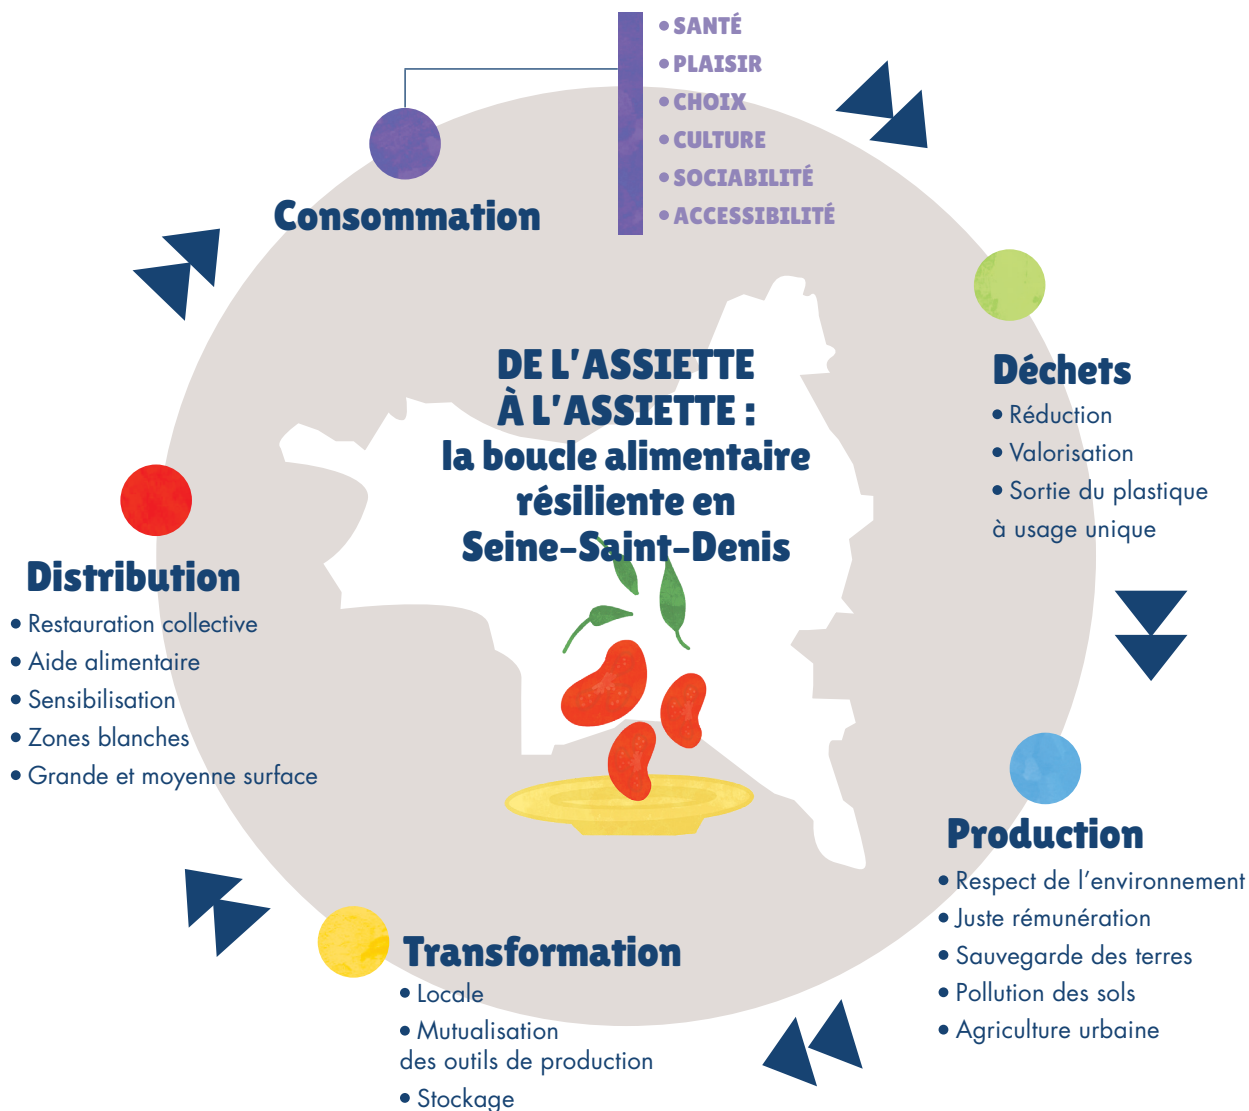 • SANTÉ
• PLAISIR
• CHOIX
• CULTURE
• SOCIABILITÉ
• ACCESSIBILITÉ
Consommation
DE L'ASSIETTE
À L'ASSIETTE :
la boucle alimentaire
résiliente en
Seine-Saint-Denis
Déchets
• Réduction
• Valorisation
• Sortie du plastique
à usage unique
Distribution
• Restauration collective
• Aide alimentaire
• Sensibilisation
• Zones blanches
• Grande et moyenne surface
Production
• Respect de l'environnement
• Juste rémunération
• Sauvegarde des terres
• Pollution des sols
• Agriculture urbaine
Transformation
• Locale
• Mutualisation
des outils de production
• Stockage